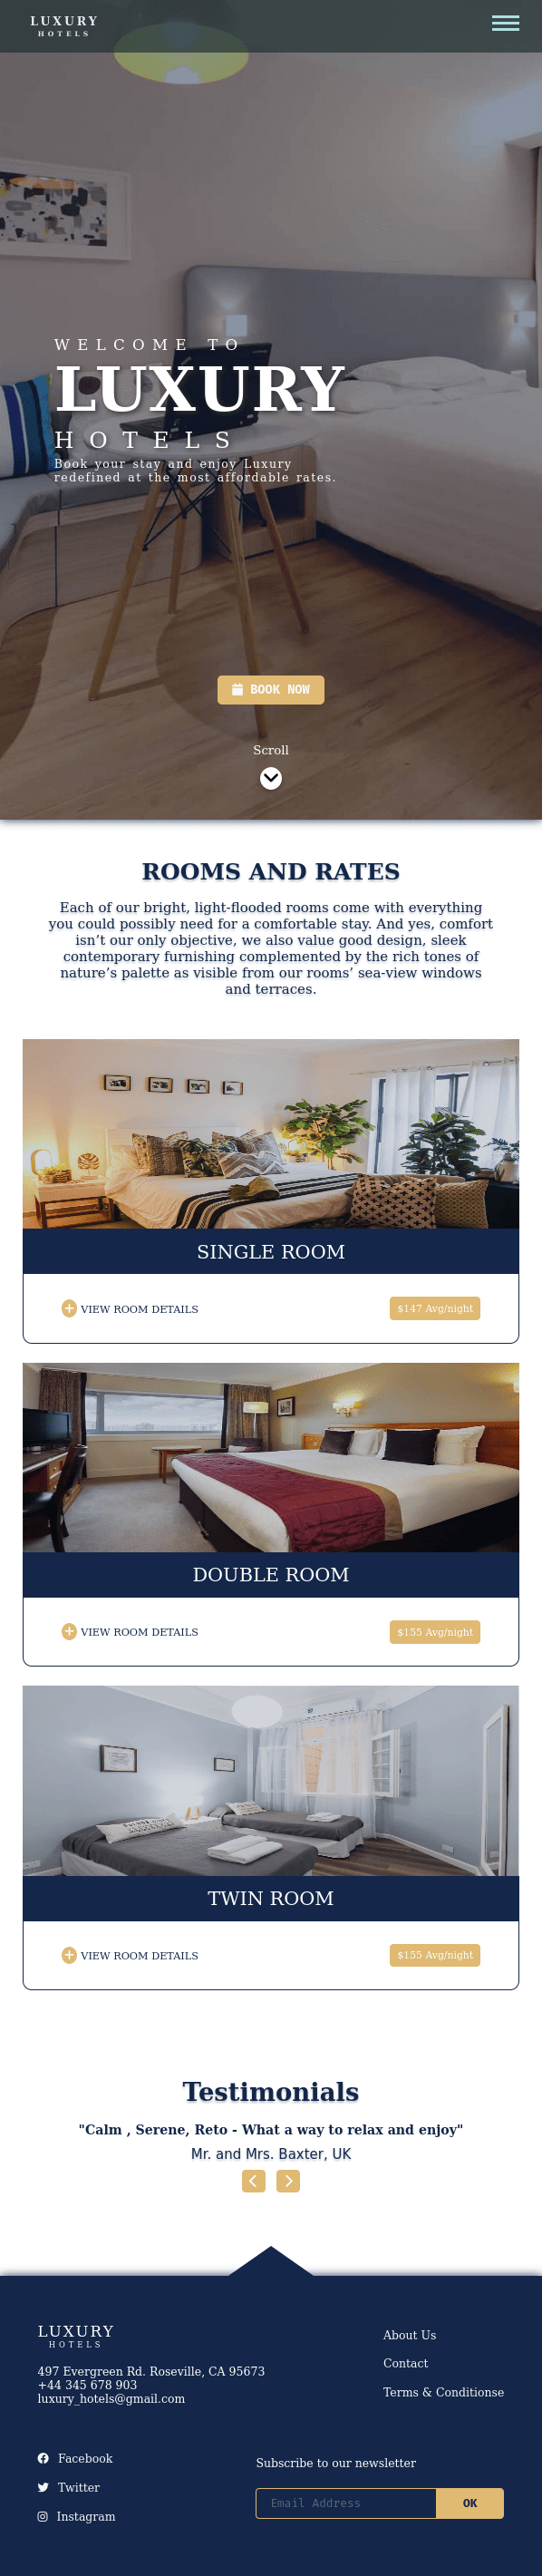 LUXURY
HOTELS
WELCOME TO
LUXURY
HOTELS
Book your stay and enjoy Luxury
redefined at the most affordable rates.
BOOK NOW
Scroll
ROOMS AND RATES
Each of our bright, light-flooded rooms come with everything
you could possibly need for a comfortable stay. And yes, comfort
isn’t our only objective, we also value good design, sleek
contemporary furnishing complemented by the rich tones of
nature’s palette as visible from our rooms’ sea-view windows
and terraces.
SINGLE ROOM
VIEW ROOM DETAILS
$147 Avg/night
DOUBLE ROOM
VIEW ROOM DETAILS
$155 Avg/night
TWIN ROOM
VIEW ROOM DETAILS
$155 Avg/night
Testimonials
"Calm , Serene, Reto - What a way to relax and enjoy"
Mr. and Mrs. Baxter, UK
LUXURY
HOTELS
497 Evergreen Rd. Roseville, CA 95673
+44 345 678 903
luxury_hotels@gmail.com
About Us
Contact
Terms & Conditionse
Facebook
Twitter
Instagram
Subscribe to our newsletter
Email Address
OK